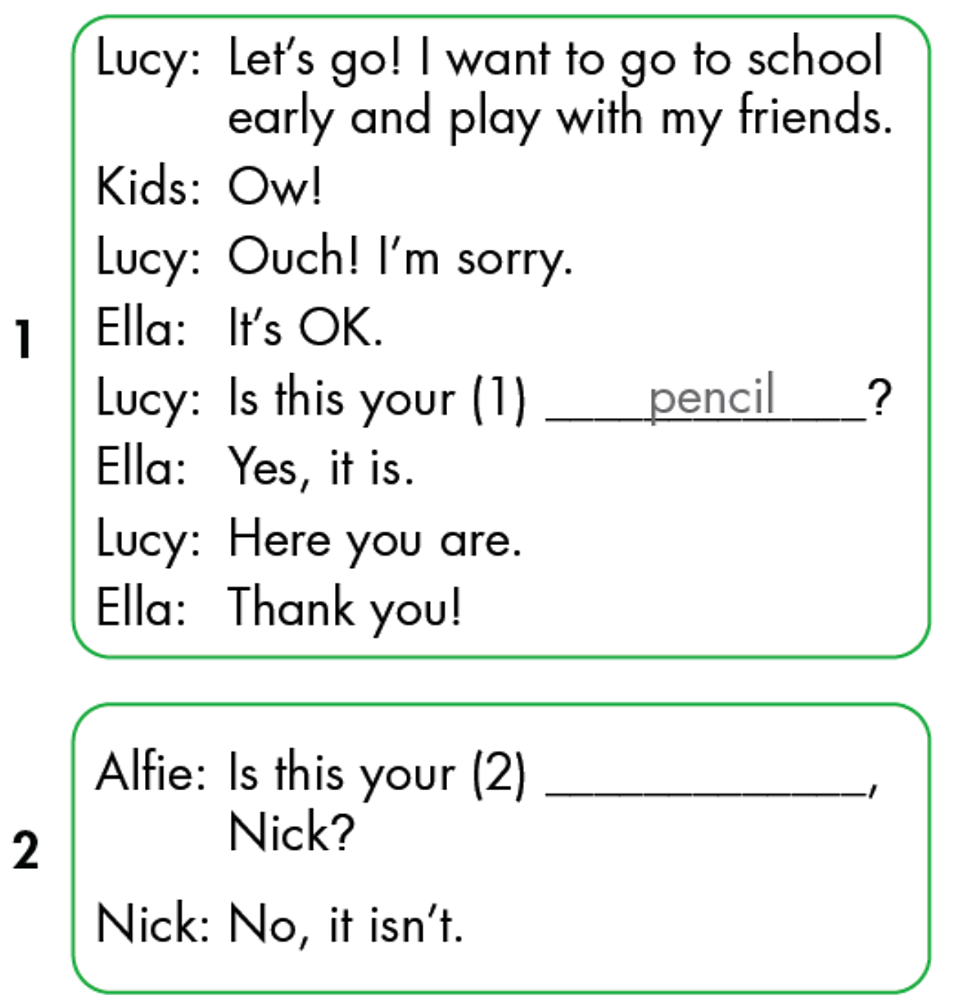 Lucy: Let's go! I want to go to school
early and play with my friends.
Kids: Ow!
Lucy: Ouch! I'm sorry.
1
Ella: It's OK.
Lucy: Is this your (1) _____pencil_____?
Ella: Yes, it is.
Lucy: Here you are.
Ella: Thank you!
Alfie: Is this your (2) _____________,
Nick?
2
Nick: No, it isn't.